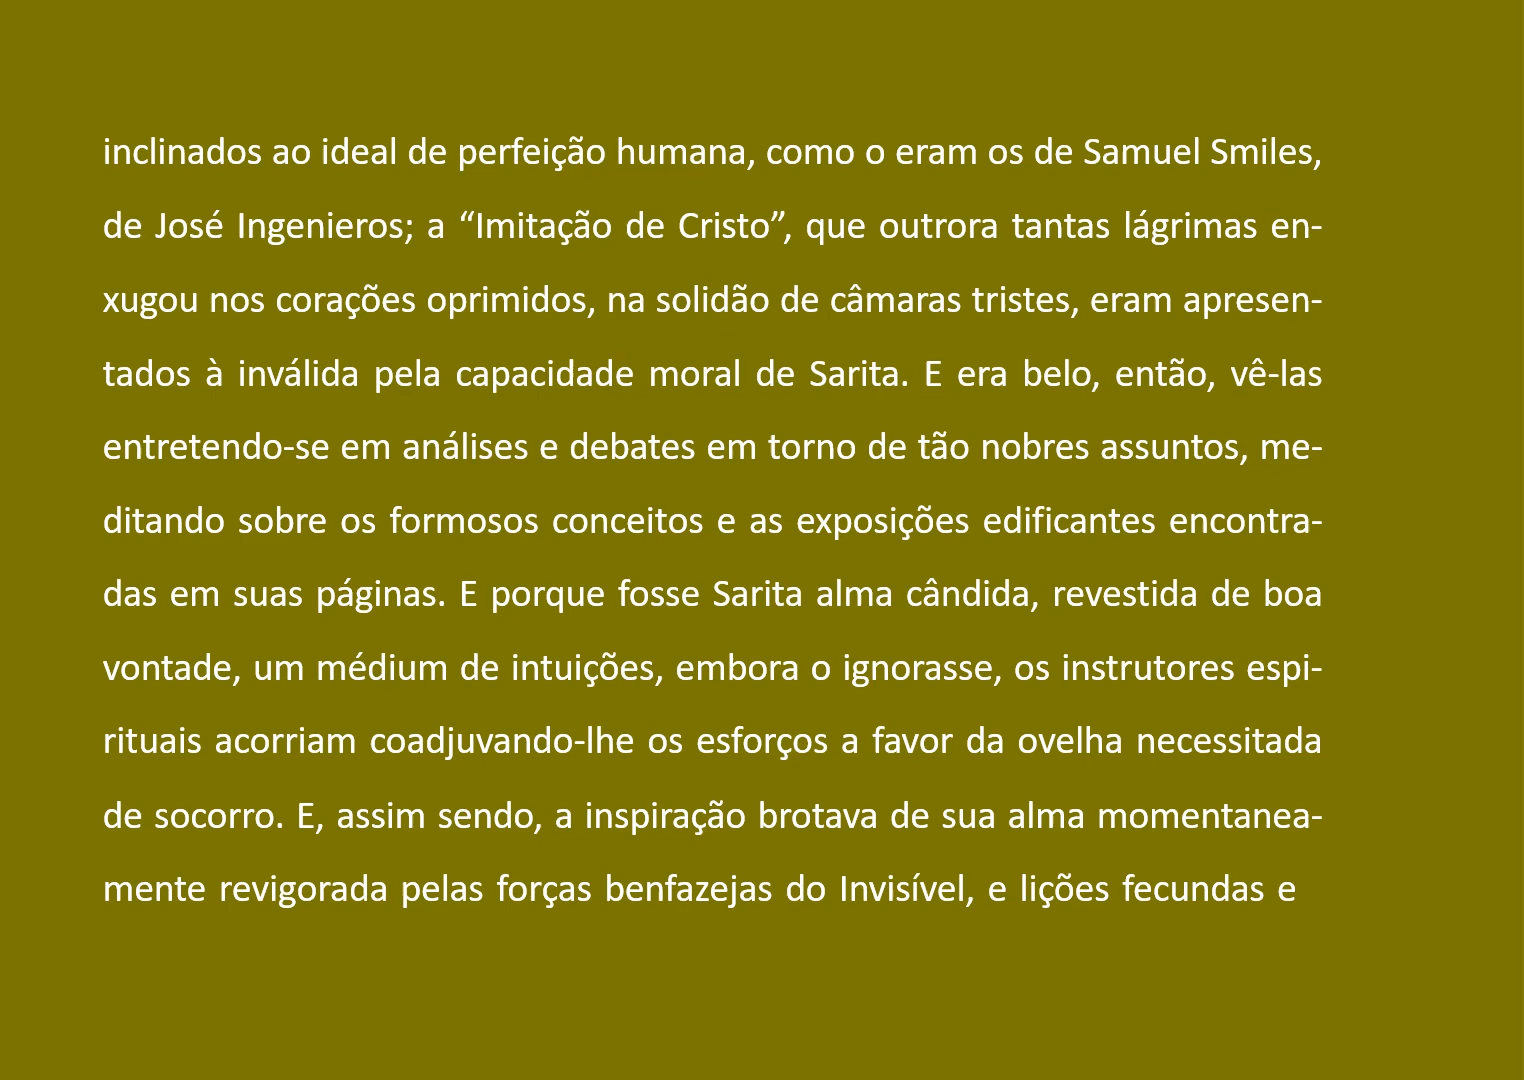 inclinados ao ideal de perfeição humana, como o eram os de Samuel Smiles,
de José Ingenieros; a “Imitação de Cristo”, que outrora tantas lágrimas en-
xugou nos corações oprimidos, na solidão de câmaras tristes, eram apresen-
tados à inválida pela capacidade moral de Sarita. E era belo, então, vê-las
entretendo-se em análises e debates em torno de tão nobres assuntos, me-
ditando sobre os formosos conceitos e as exposições edificantes encontra-
das em suas páginas. E porque fosse Sarita alma cândida, revestida de boa
vontade, um médium de intuições, embora o ignorasse, os instrutores espi-
rituais acorriam coadjuvando-lhe os esforços a favor da ovelha necessitada
de socorro. E, assim sendo, a inspiração brotava de sua alma momentanea-
mente revigorada pelas forças benfazejas do Invisível, e lições fecundas e